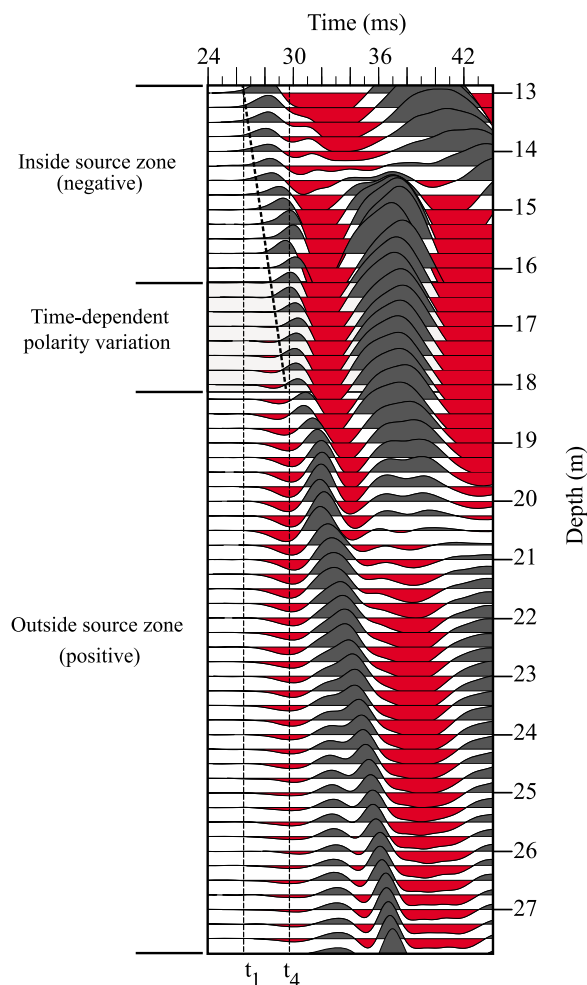 Time (ms)
24 30 36 42
13
14
15
16
17
18
19
20
21
22
23
24
25
26
27
Depth (m)
Inside source zone
(negative)
Time-dependent
polarity variation
Outside source zone
(positive)
t1 t4